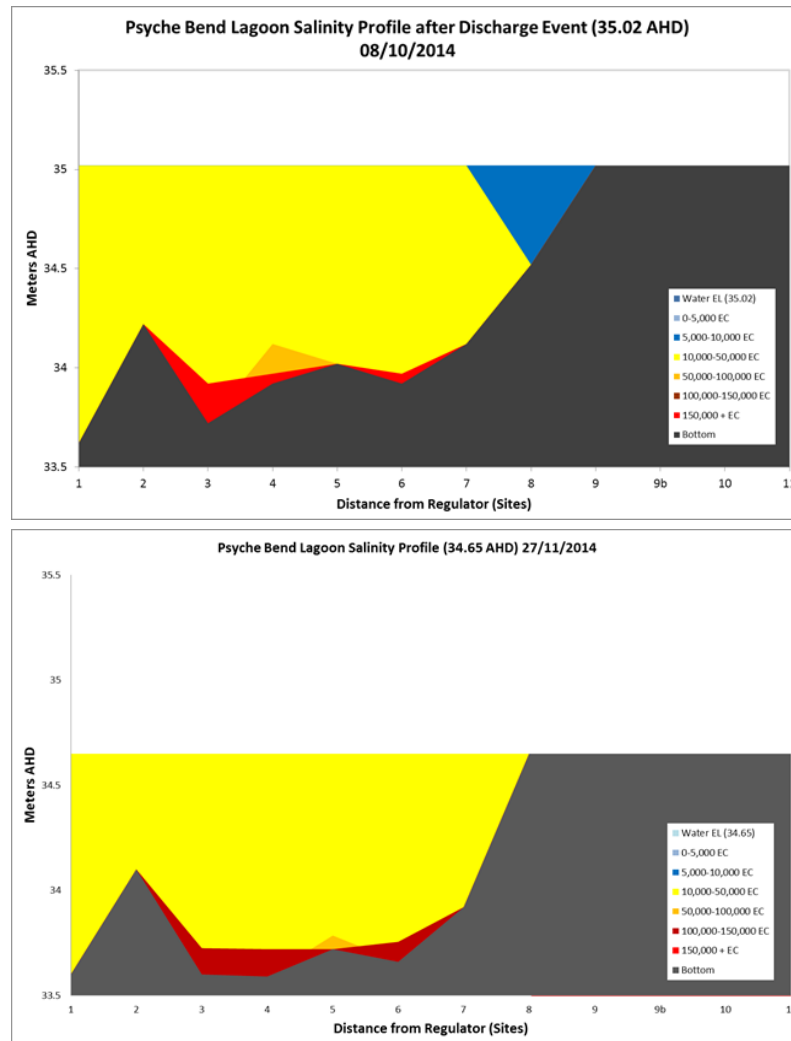 Psyche Bend Lagoon Salinity Profile after Discharge Event (35.02 AHD)
08/10/2014
35.5
35
34.5
34
33.5
Meters AHD
Water EL (35.02)
0-5,000 EC
5,000-10,000 EC
10,000-50,000 EC
50,000-100,000 EC
100,000-150,000 EC
150,000 + EC
Bottom
1 2 3 4 5 6 7 8 9 9b 10 11
Distance from Regulator (Sites)
Psyche Bend Lagoon Salinity Profile (34.65 AHD) 27/11/2014
35.5
35
34.5
34
33.5
Meters AHD
Water EL (34.65)
0-5,000 EC
5,000-10,000 EC
10,000-50,000 EC
50,000-100,000 EC
100,000-150,000 EC
150,000 + EC
Bottom
1 2 3 4 5 6 7 8 9 9b 10
Distance from Regulator (Sites)